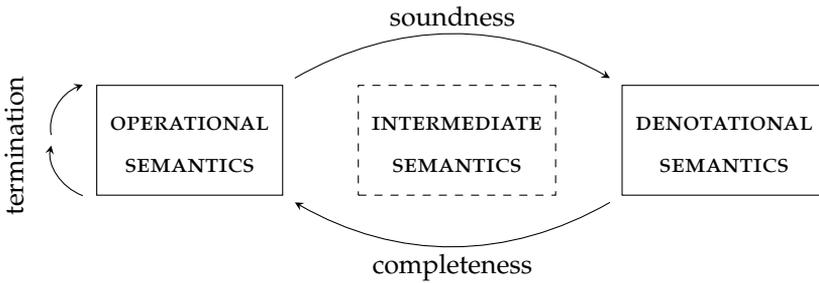 soundness
termination
OPERATIONAL
SEMANTICS
INTERMEDIATE
SEMANTICS
DENOTATIONAL
SEMANTICS
completeness